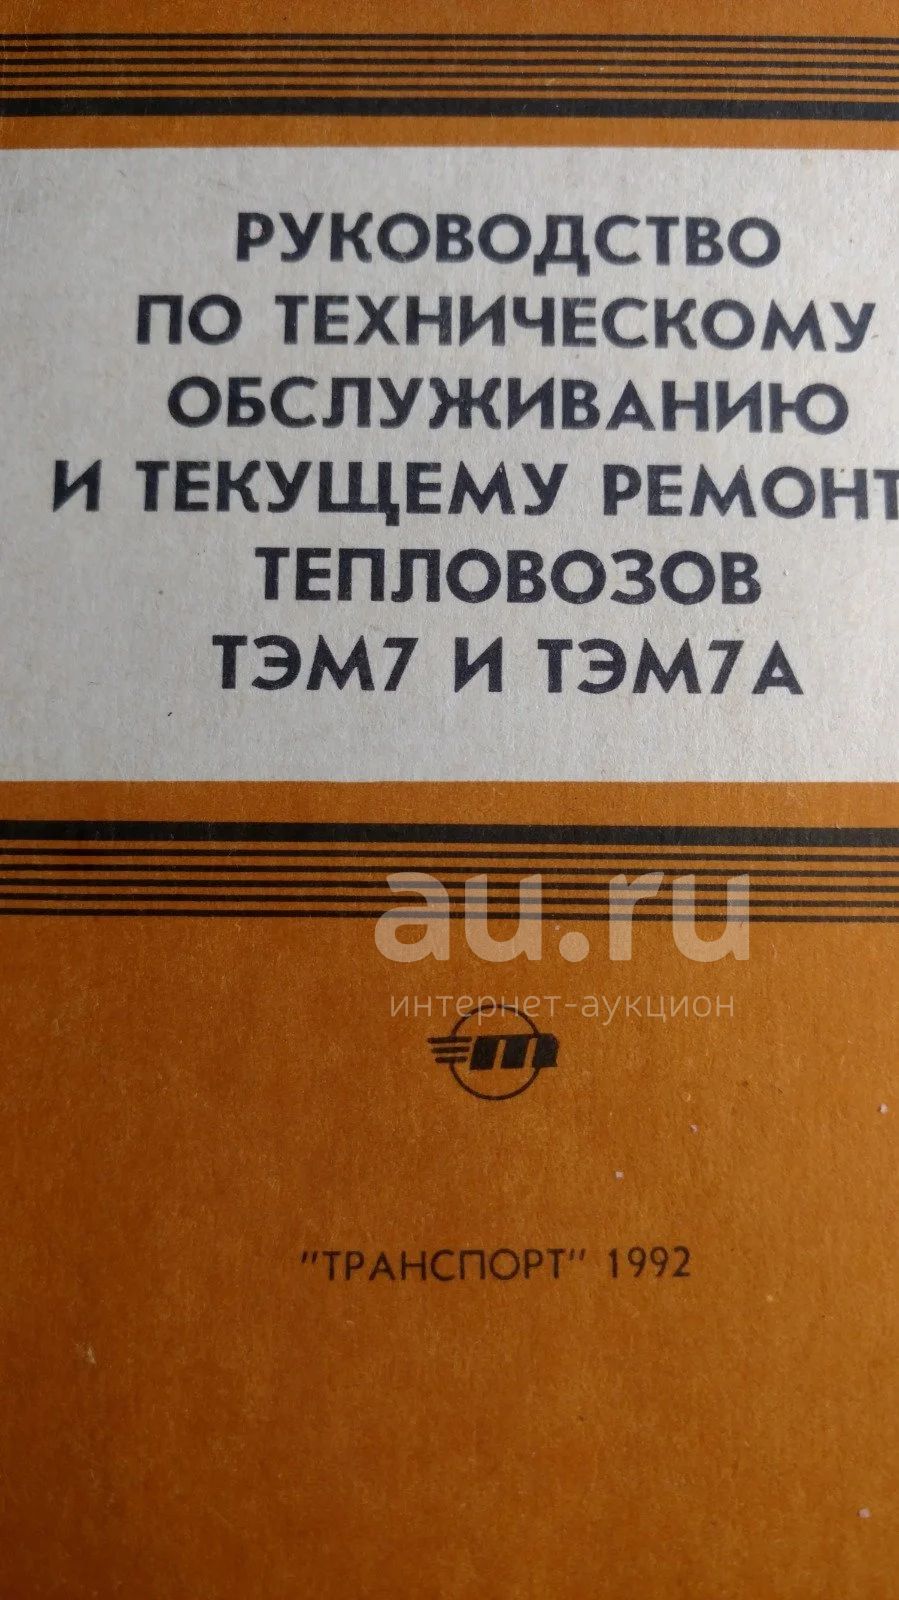 РУКОВОДСТВО
ПО ТЕХНИЧЕСКОМУ
ОБСЛУЖИВАНИЮ
И ТЕКУЩЕМУ РЕМОНТ
ТЕПЛОВОЗОВ
ТЭМ7 И ТЭМ7А
au.ru
интернет-аукцион
т
"ТРАНСПОРТ" 1992